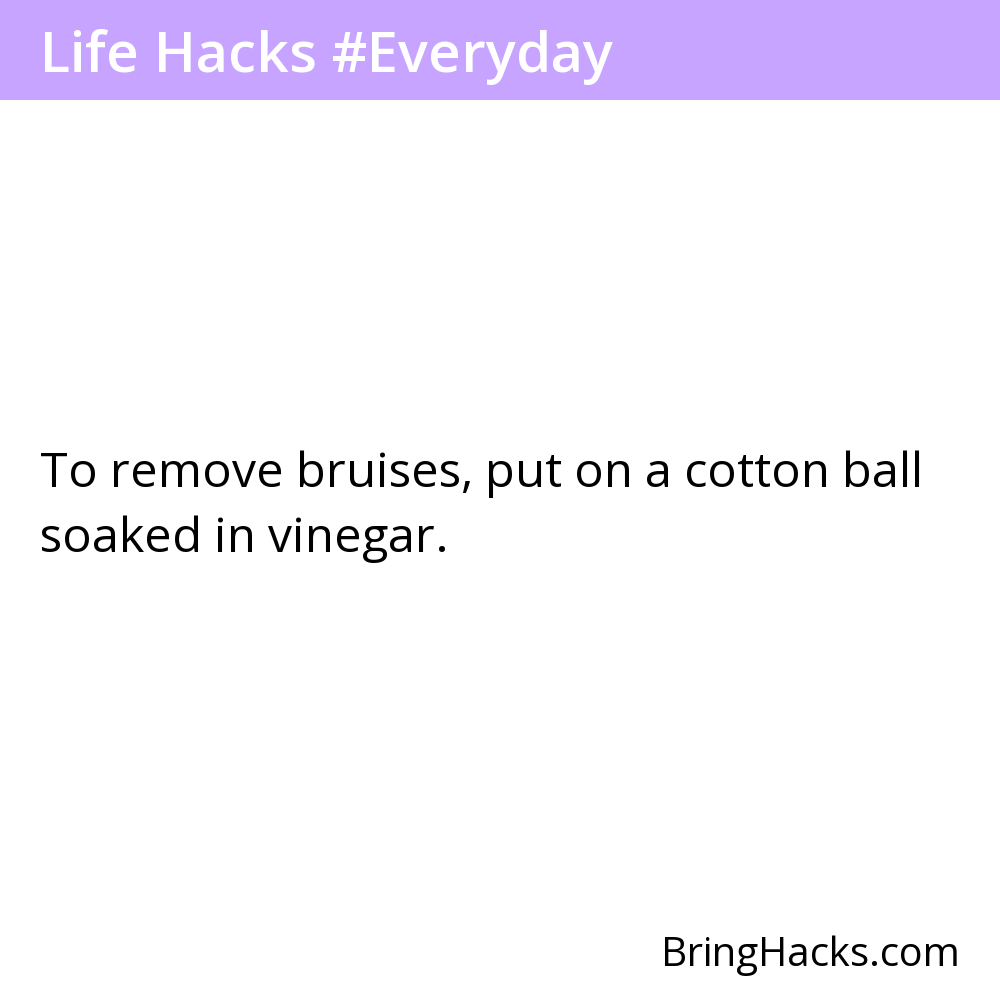 Life Hacks #Everyday
To remove bruises, put on a cotton ball
soaked in vinegar.
BringHacks.com